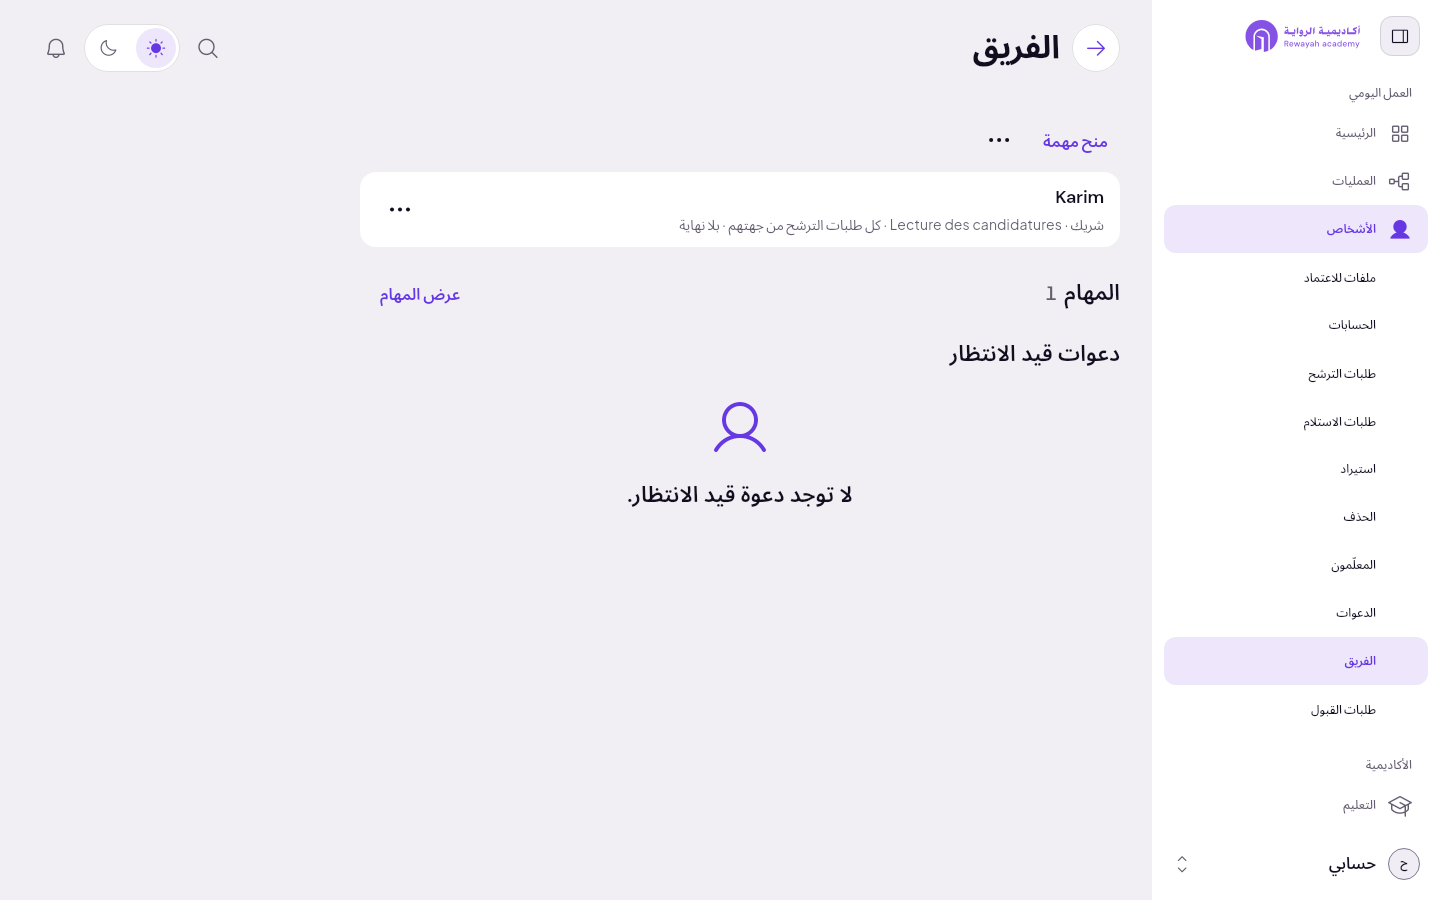 أكاديمية الرواية
Rewayah academy
العمل اليومي
الرئيسية
العمليات
الأشخاص
ملفات للاعتماد
الحسابات
طلبات الترشح
طلبات الاستلام
استيراد
الحذف
المعلّمون
الدعوات
الفريق
طلبات القبول
الأكاديمية
التعليم
ح
حسابي
الفريق
منح مهمة
Karim
شريك · Lecture des candidatures · كل طلبات الترشح من جهتهم · بلا نهاية
المهام 1
عرض المهام
دعوات قيد الانتظار
لا توجد دعوة قيد الانتظار.